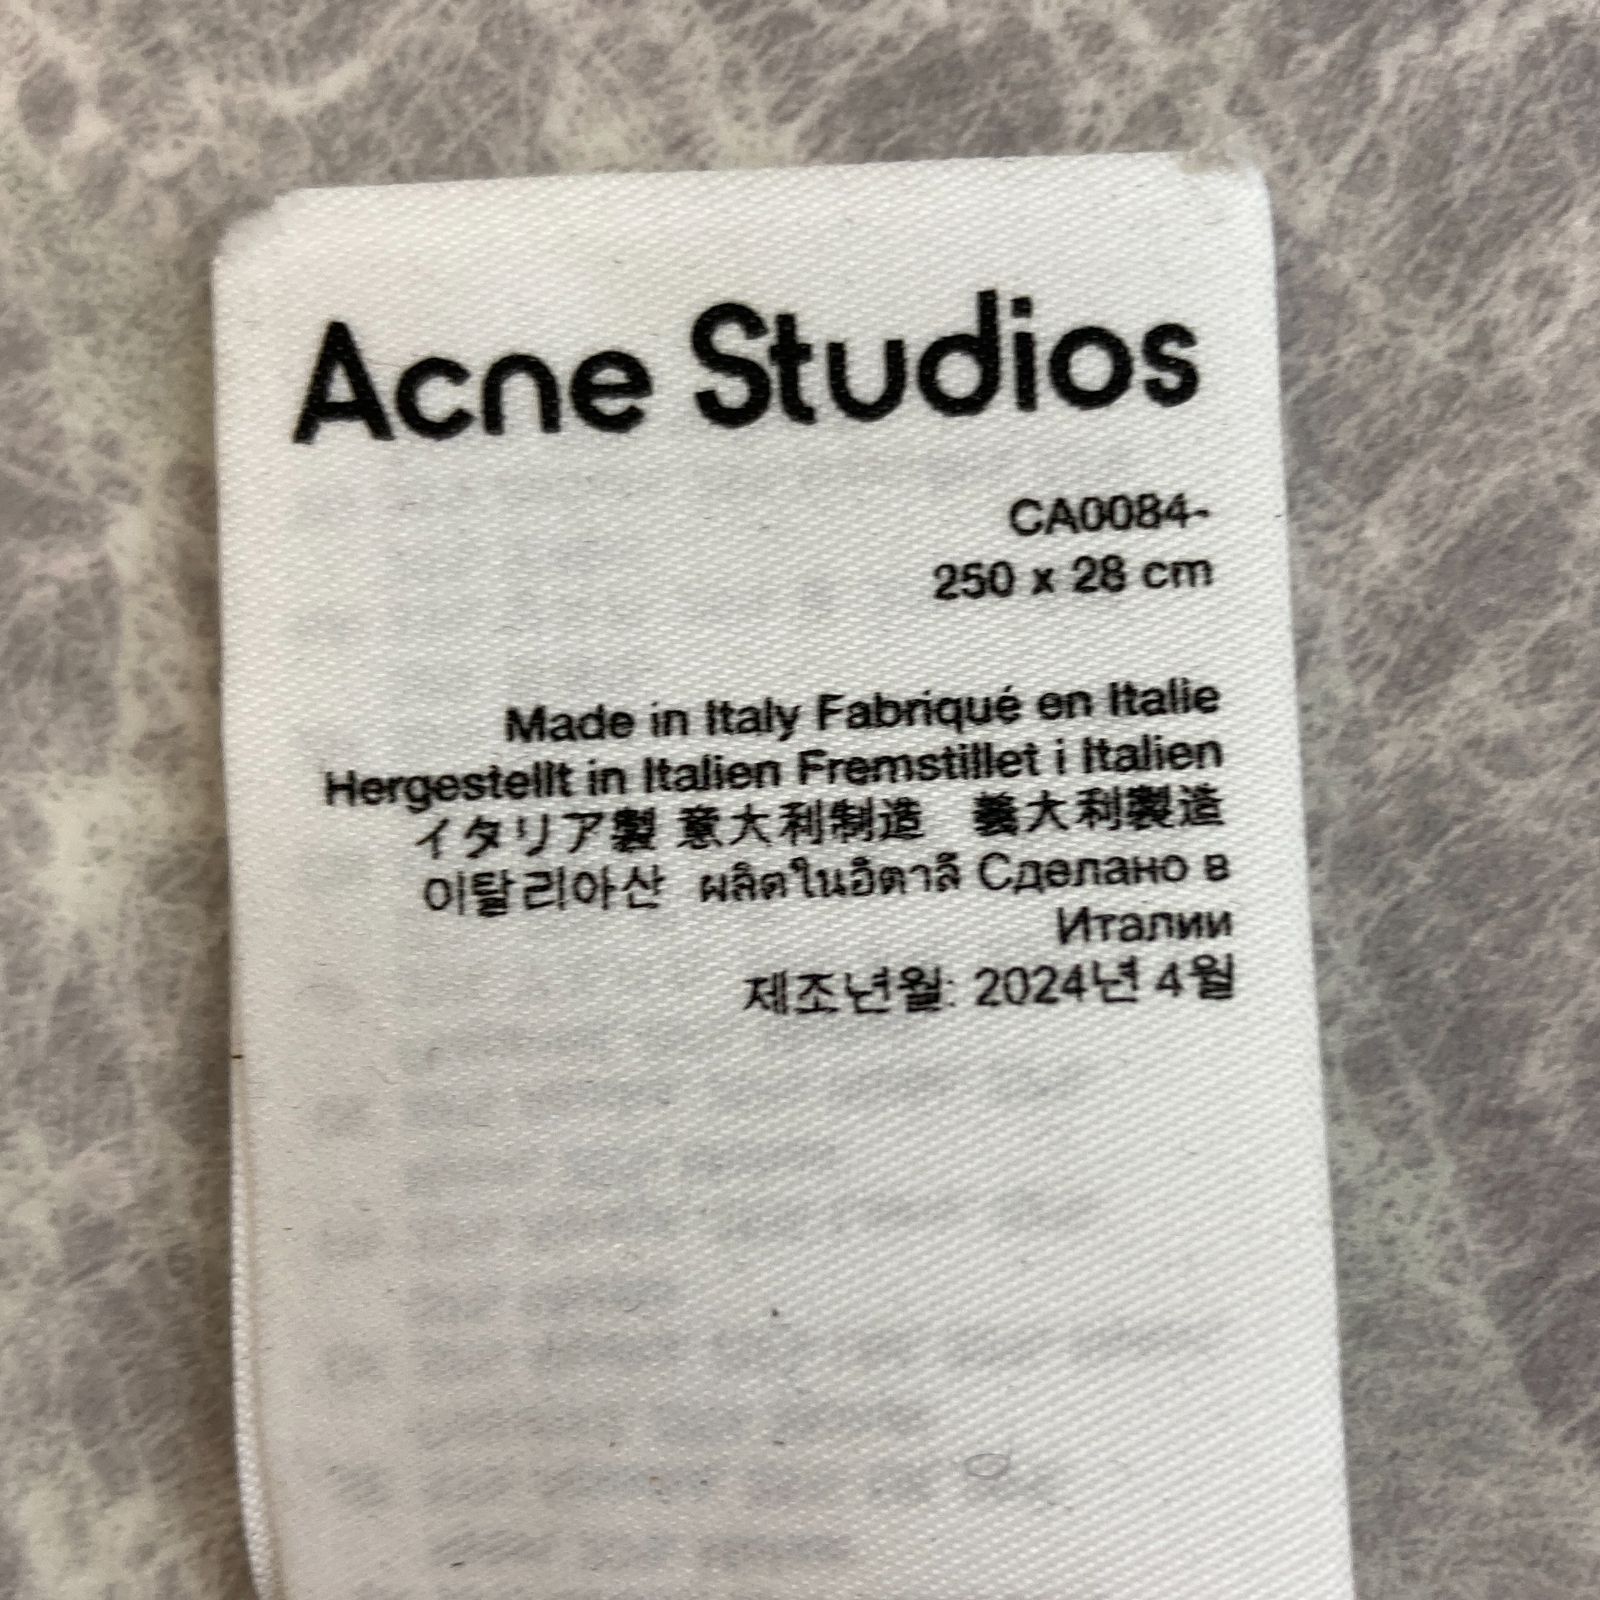 Acne Studios
CA0084-
250 x 28 cm
Made in Italy Fabriqué en Italie
Hergestellt in Italien Fremstillet i Italien
イタリア製 意大利制造 義大利製造
이탈리아산 ผลิตในอิตาลี Сделано в
Италии
제조년월: 2024년 4월